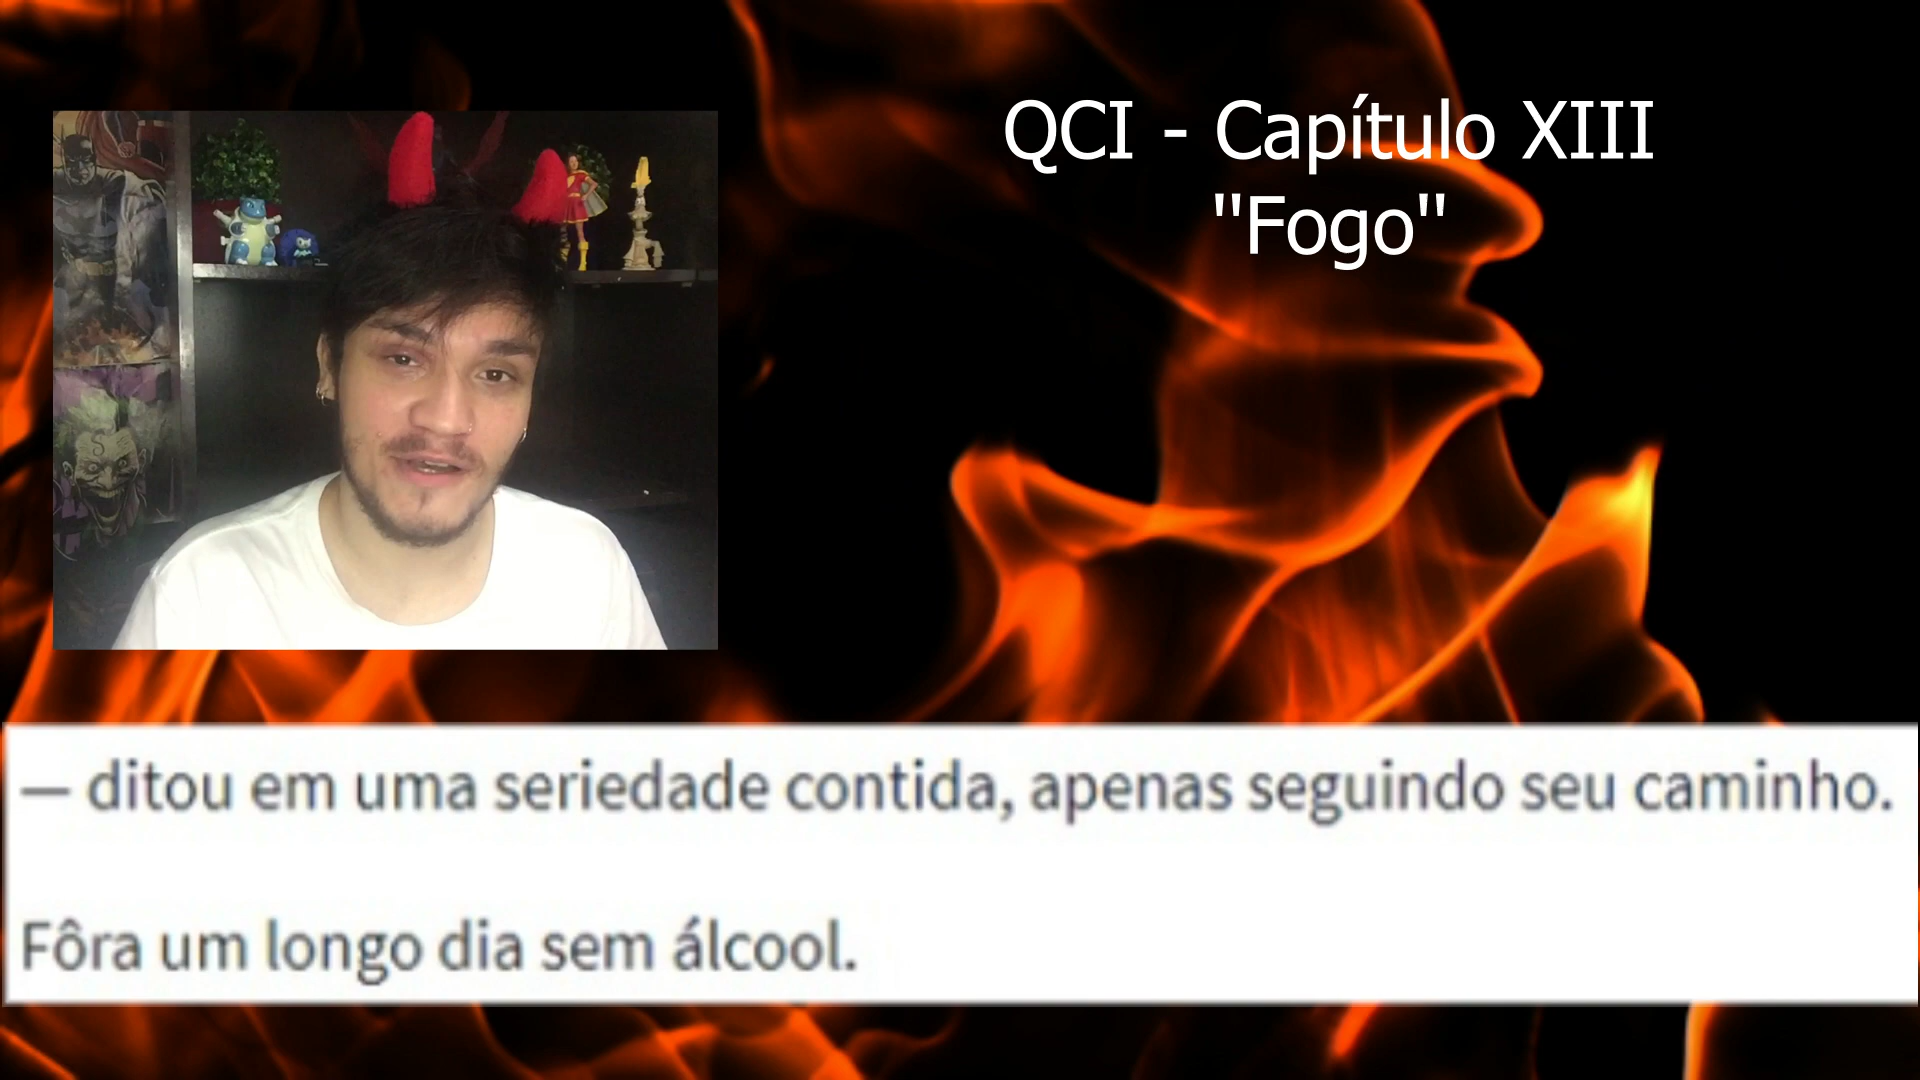 QCI - Capítulo XIII
"Fogo"
— ditou em uma seriedade contida, apenas seguindo seu caminho.
Fôra um longo dia sem álcool.